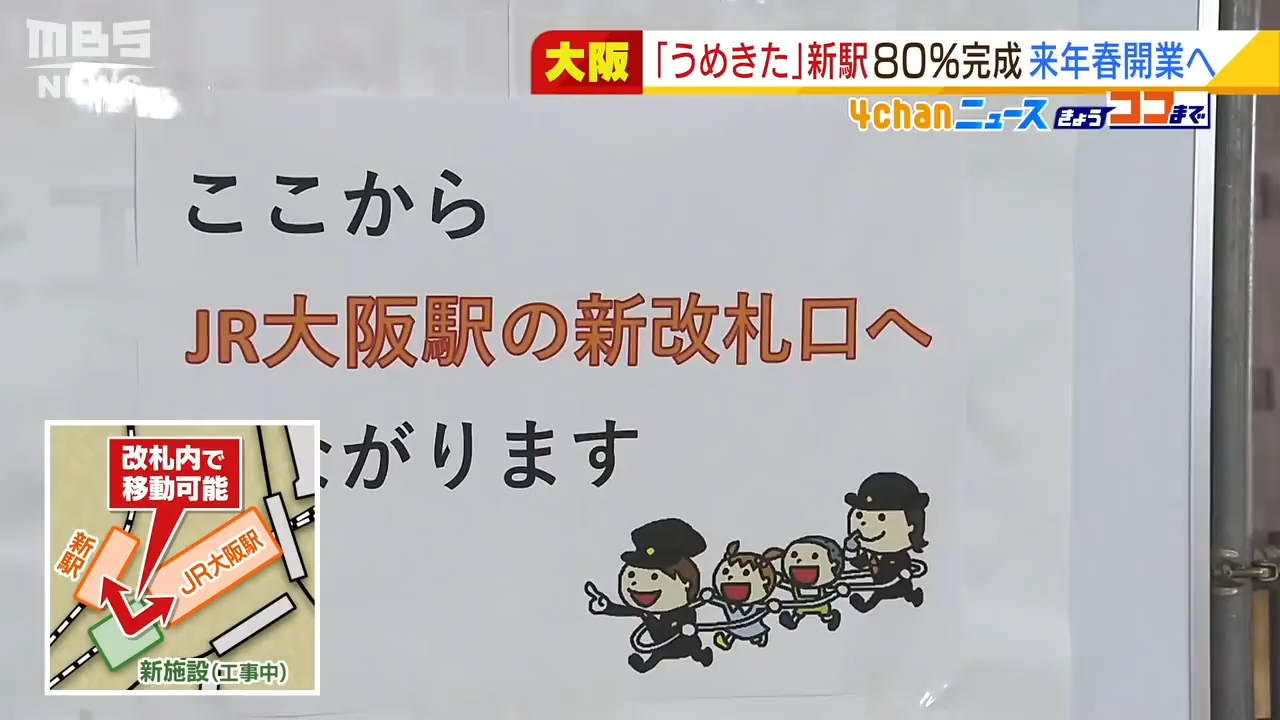 MBS
NEWS
大阪 「うめきた」新駅80%完成 来年春開業へ
4chanニュース きょうココまで
ここから
JR大阪駅の新改札口へ
ながります
改札内で
移動可能
新駅
JR大阪駅
新施設(工事中)